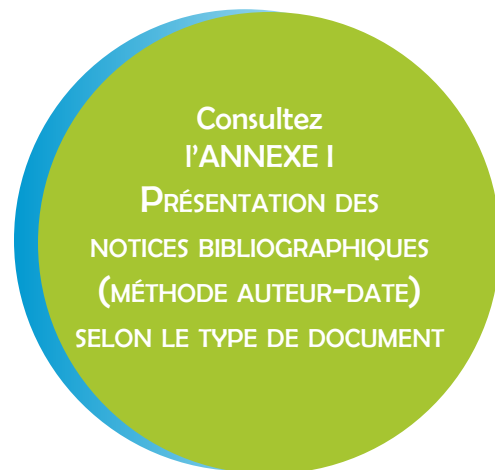 Consultez
l'ANNEXE I
PRÉSENTATION DES
NOTICES BIBLIOGRAPHIQUES
(MÉTHODE AUTEUR-DATE)
SELON LE TYPE DE DOCUMENT